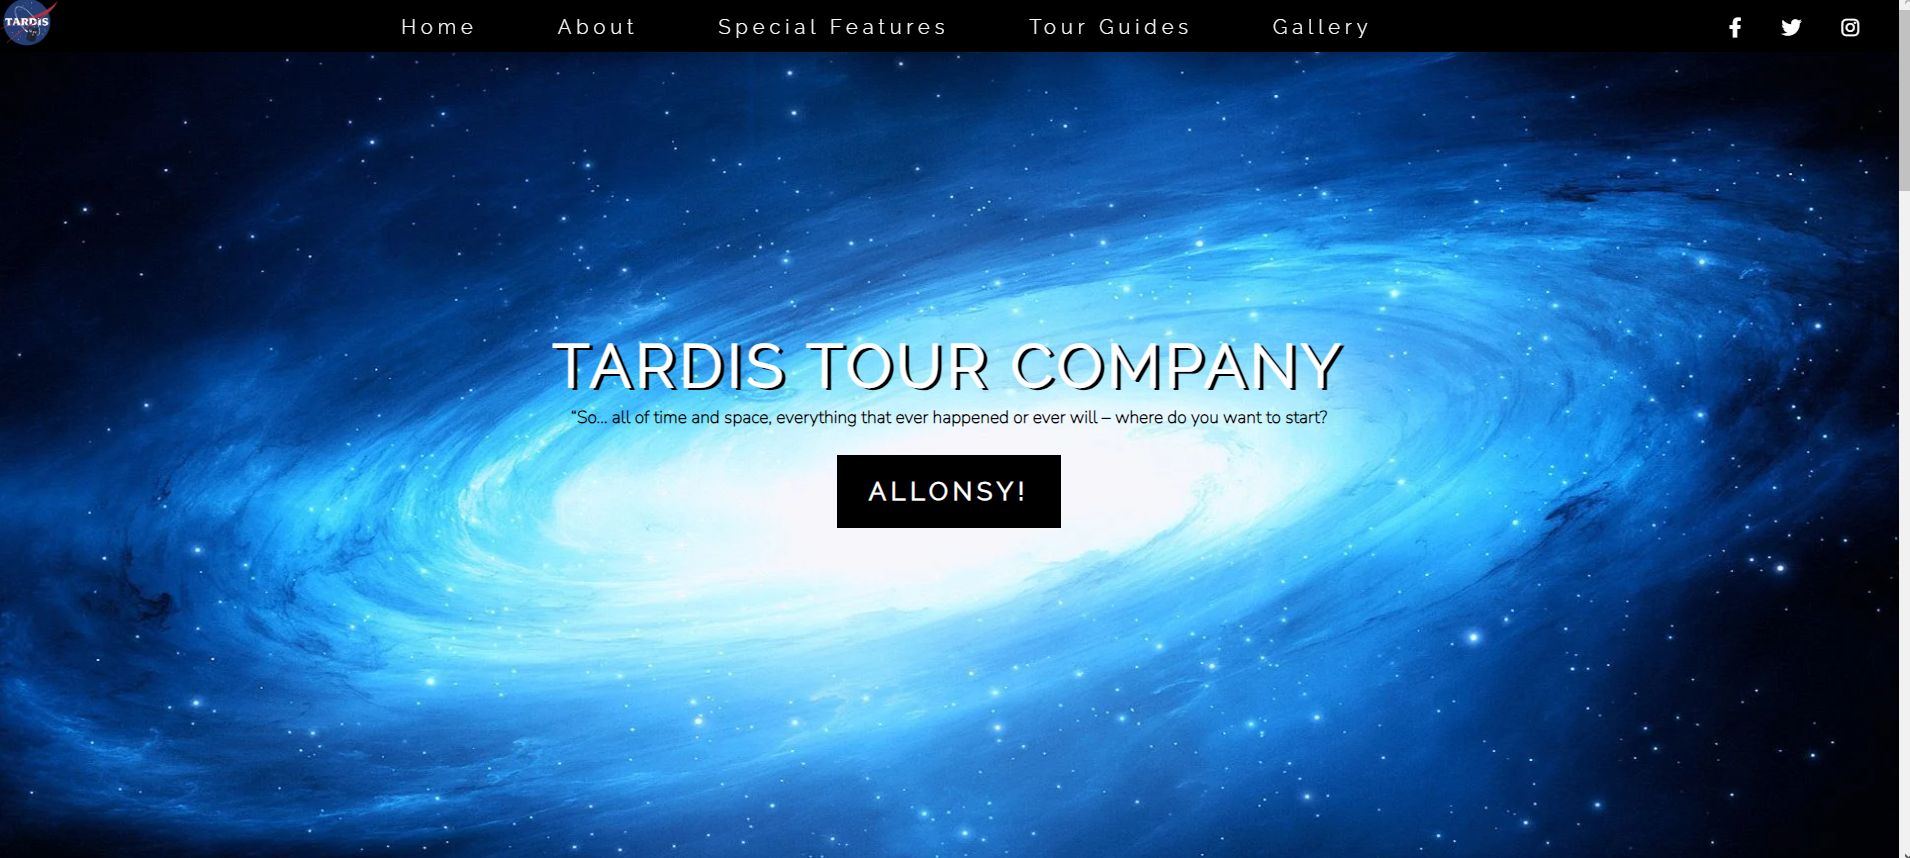 TARDIS
Home About Special Features Tour Guides Gallery
TARDIS TOUR COMPANY
“So... all of time and space, everything that ever happened or ever will – where do you want to start?
ALLONSY!